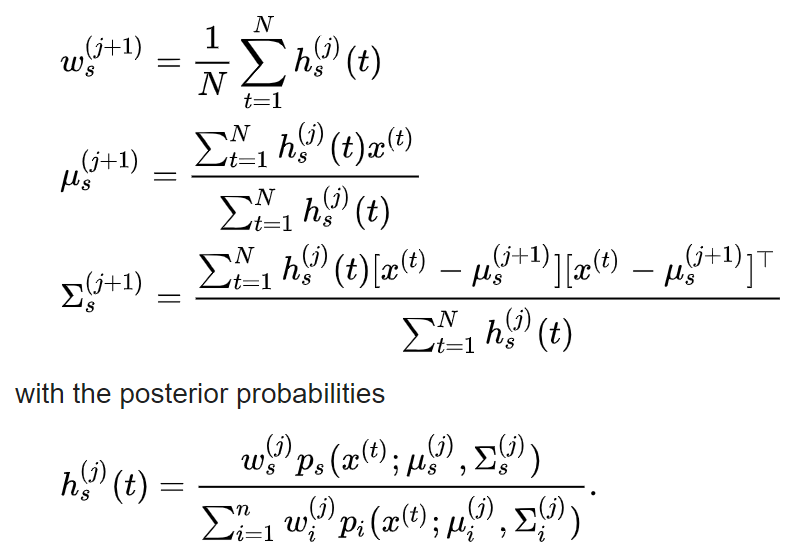 w_s^{(j+1)} = \frac{1}{N} \sum_{t=1}^{N} h_s^{(j)}(t)
\mu_s^{(j+1)} = \frac{\sum_{t=1}^{N} h_s^{(j)}(t) x^{(t)}}{\sum_{t=1}^{N} h_s^{(j)}(t)}
\Sigma_s^{(j+1)} = \frac{\sum_{t=1}^{N} h_s^{(j)}(t) [x^{(t)} - \mu_s^{(j+1)}][x^{(t)} - \mu_s^{(j+1)}]^\top}{\sum_{t=1}^{N} h_s^{(j)}(t)}
with the posterior probabilities
h_s^{(j)}(t) = \frac{w_s^{(j)} p_s(x^{(t)}; \mu_s^{(j)}, \Sigma_s^{(j)})}{\sum_{i=1}^{n} w_i^{(j)} p_i(x^{(t)}; \mu_i^{(j)}, \Sigma_i^{(j)})}.